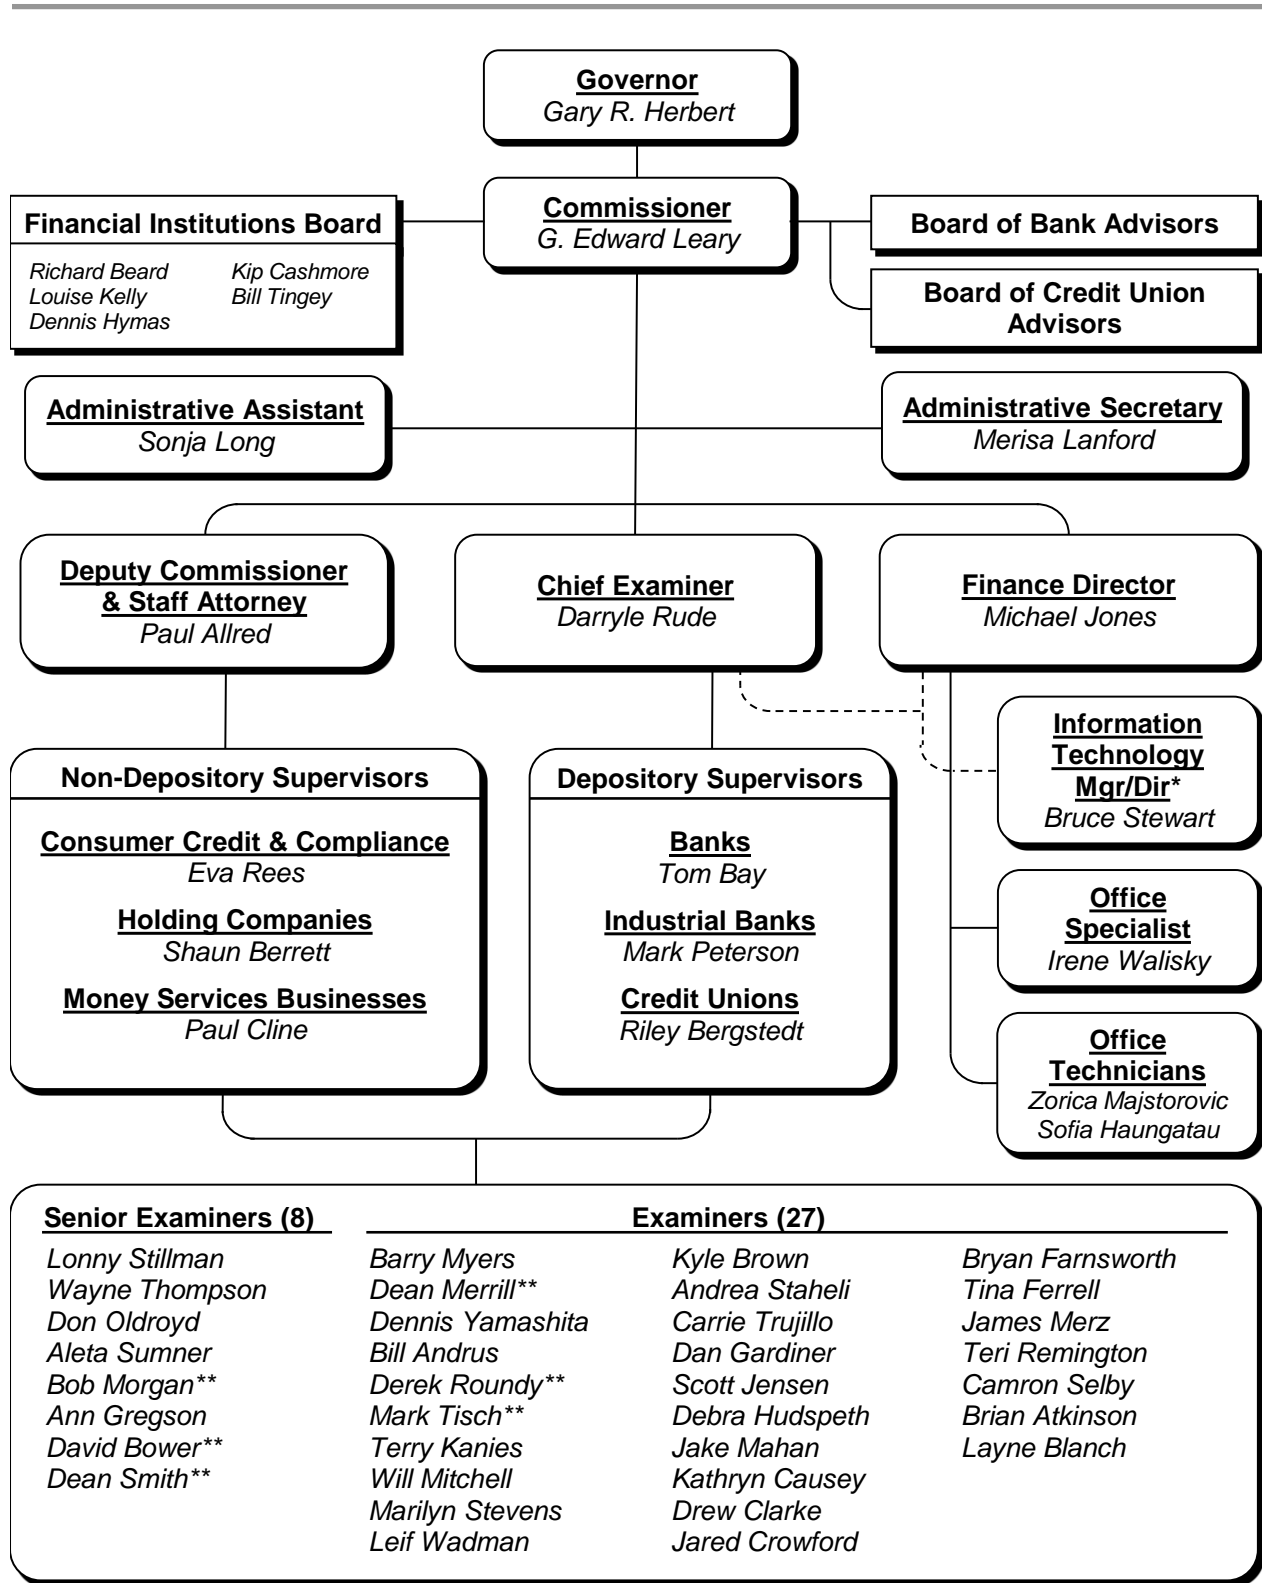 Governor
Gary R. Herbert
Commissioner
G. Edward Leary
Financial Institutions Board
Richard Beard
Louise Kelly
Dennis Hymas
Kip Cashmore
Bill Tingey
Board of Bank Advisors
Board of Credit Union
Advisors
Administrative Assistant
Sonja Long
Administrative Secretary
Merisa Lanford
Deputy Commissioner
& Staff Attorney
Paul Allred
Chief Examiner
Darryle Rude
Finance Director
Michael Jones
Non-Depository Supervisors
Consumer Credit & Compliance
Eva Rees
Holding Companies
Shaun Berrett
Money Services Businesses
Paul Cline
Depository Supervisors
Banks
Tom Bay
Industrial Banks
Mark Peterson
Credit Unions
Riley Bergstedt
Information
Technology
Mgr/Dir*
Bruce Stewart
Office
Specialist
Irene Walisky
Office
Technicians
Zorica Majstorovic
Sofia Haungatau
Senior Examiners (8)
Lonny Stillman
Wayne Thompson
Don Oldroyd
Aleta Sumner
Bob Morgan**
Ann Gregson
David Bower**
Dean Smith**
Examiners (27)
Barry Myers
Dean Merrill**
Dennis Yamashita
Bill Andrus
Derek Roundy**
Mark Tisch**
Terry Kanies
Will Mitchell
Marilyn Stevens
Leif Wadman
Kyle Brown
Andrea Staheli
Carrie Trujillo
Dan Gardiner
Scott Jensen
Debra Hudspeth
Jake Mahan
Kathryn Causey
Drew Clarke
Jared Crowford
Bryan Farnsworth
Tina Ferrell
James Merz
Teri Remington
Camron Selby
Brian Atkinson
Layne Blanch